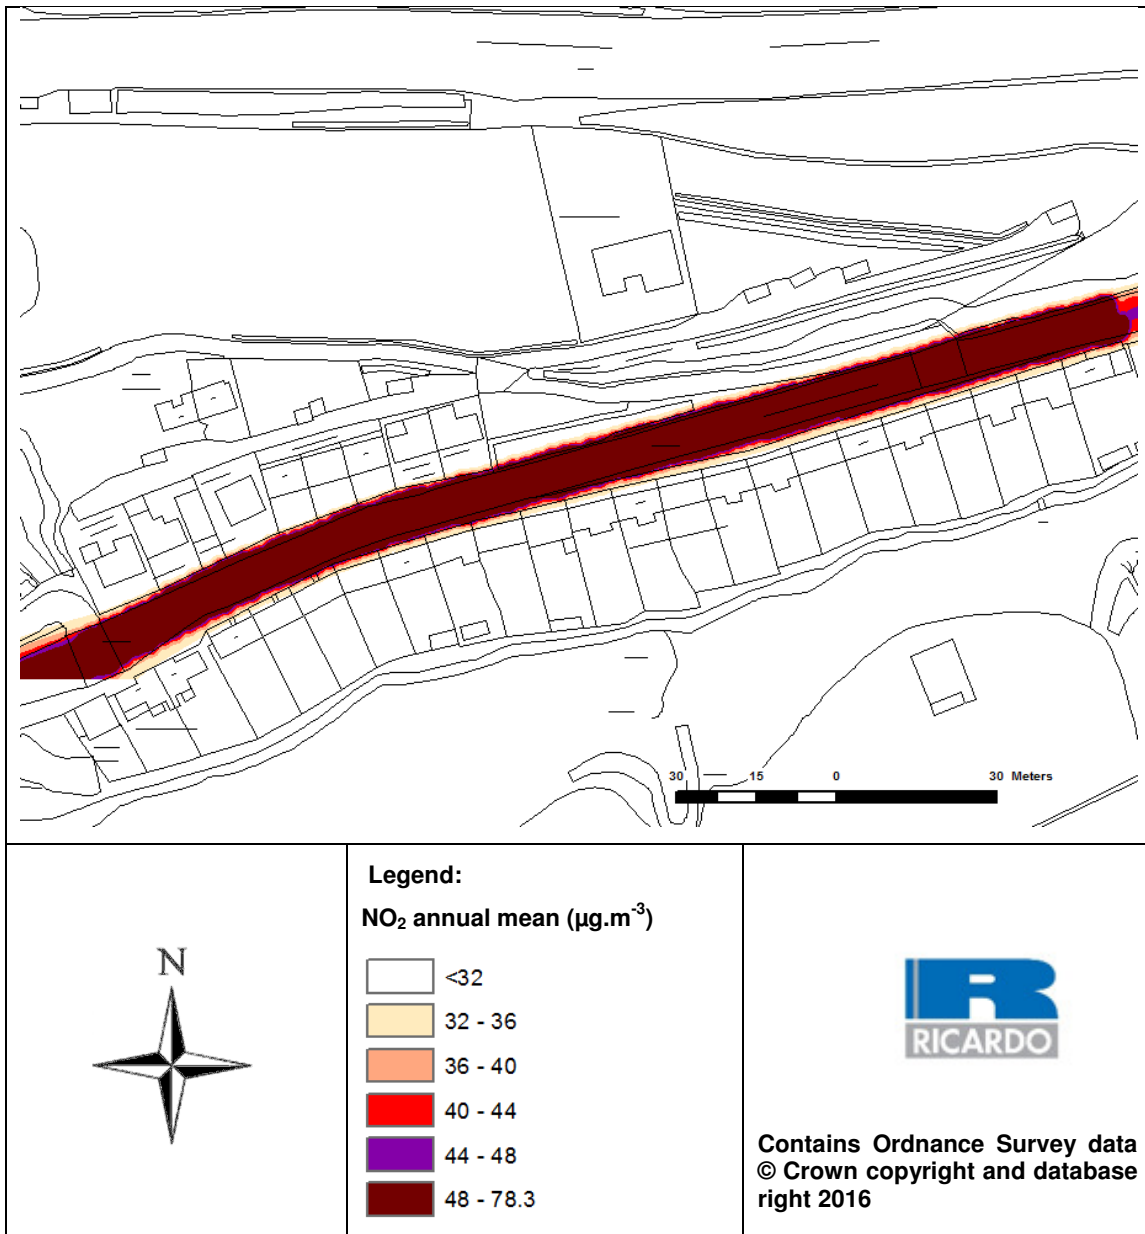 30 15 0 30 Meters
Legend:
NO₂ annual mean (µg.m⁻³)
<32
32 - 36
36 - 40
40 - 44
44 - 48
48 - 78.3
N
R
RICARDO
Contains Ordnance Survey data
© Crown copyright and database
right 2016